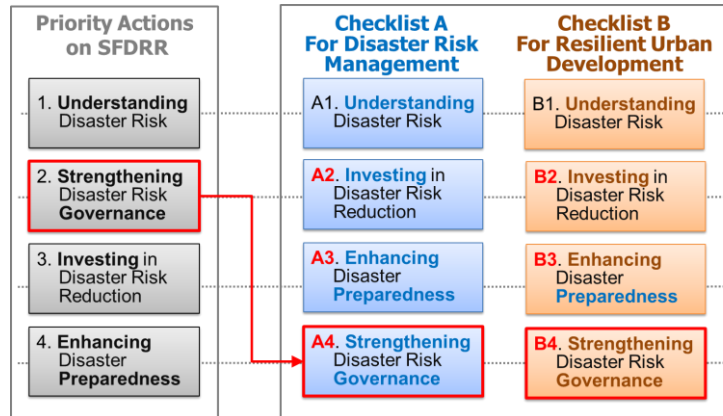 Priority Actions
on SFDRR
1. Understanding
Disaster Risk
2. Strengthening
Disaster Risk
Governance
3. Investing in
Disaster Risk
Reduction
4. Enhancing
Disaster
Preparedness
Checklist A
For Disaster Risk
Management
A1. Understanding
Disaster Risk
A2. Investing in
Disaster Risk
Reduction
A3. Enhancing
Disaster
Preparedness
A4. Strengthening
Disaster Risk
Governance
Checklist B
For Resilient Urban
Development
B1. Understanding
Disaster Risk
B2. Investing in
Disaster Risk
Reduction
B3. Enhancing
Disaster
Preparedness
B4. Strengthening
Disaster Risk
Governance